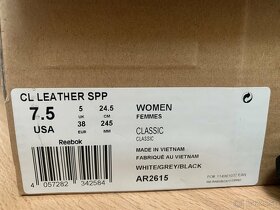 CL LEATHER SPP
7.5
USA
5
UK
24.5
CM
38
EUR
245
MM
Reebok
WOMEN
FEMMES
CLASSIC
CLASSIC
MADE IN VIETNAM
FABRIQUÉ AU VIETNAM
WHITE/GREY/BLACK
AR2615
4 057282 342584